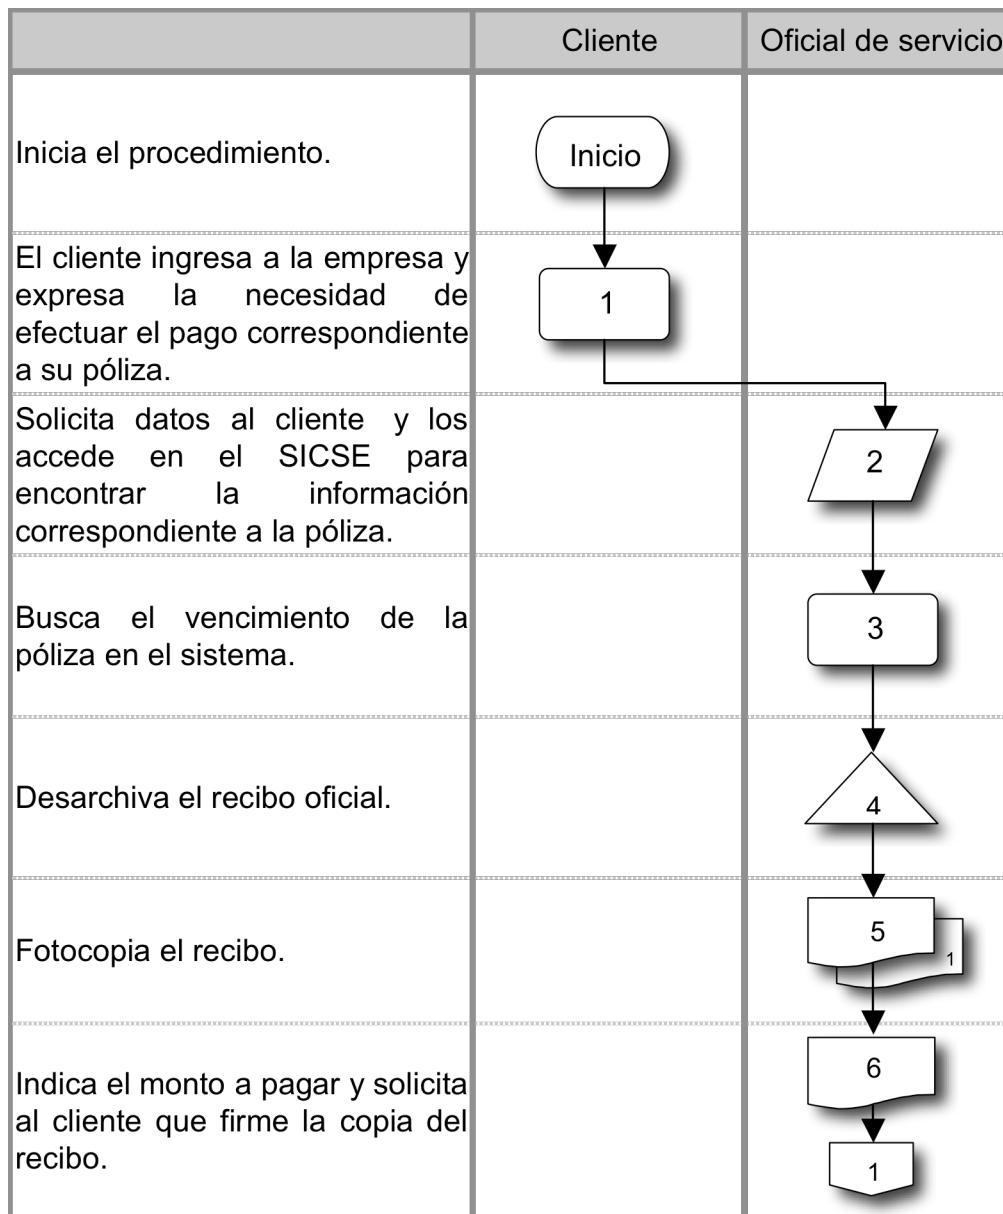 Cliente
Oficial de servicio
Inicia el procedimiento.
Inicio
El cliente ingresa a la empresa y
expresa la necesidad de
efectuar el pago correspondiente
a su póliza.
1
Solicita datos al cliente y los
accede en el SICSE para
encontrar la información
correspondiente a la póliza.
2
Busca el vencimiento de la
póliza en el sistema.
3
Desarchiva el recibo oficial.
4
Fotocopia el recibo.
5
1
Indica el monto a pagar y solicita
al cliente que firme la copia del
recibo.
6
1